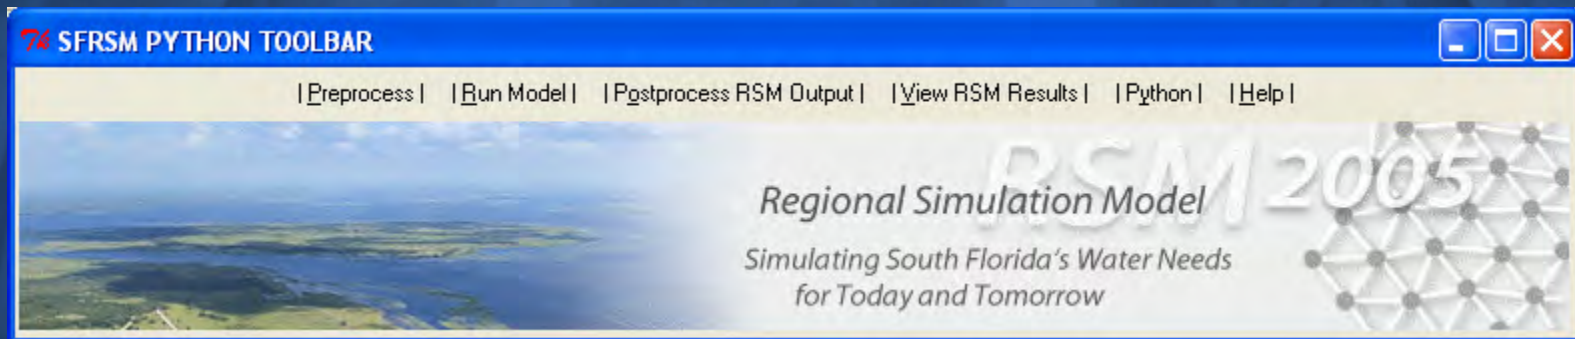 7k SFRSM PYTHON TOOLBAR
| Preprocess | | Run Model | | Postprocess RSM Output | | View RSM Results | | Python | | Help |
RSM 2005
Regional Simulation Model
Simulating South Florida's Water Needs
for Today and Tomorrow